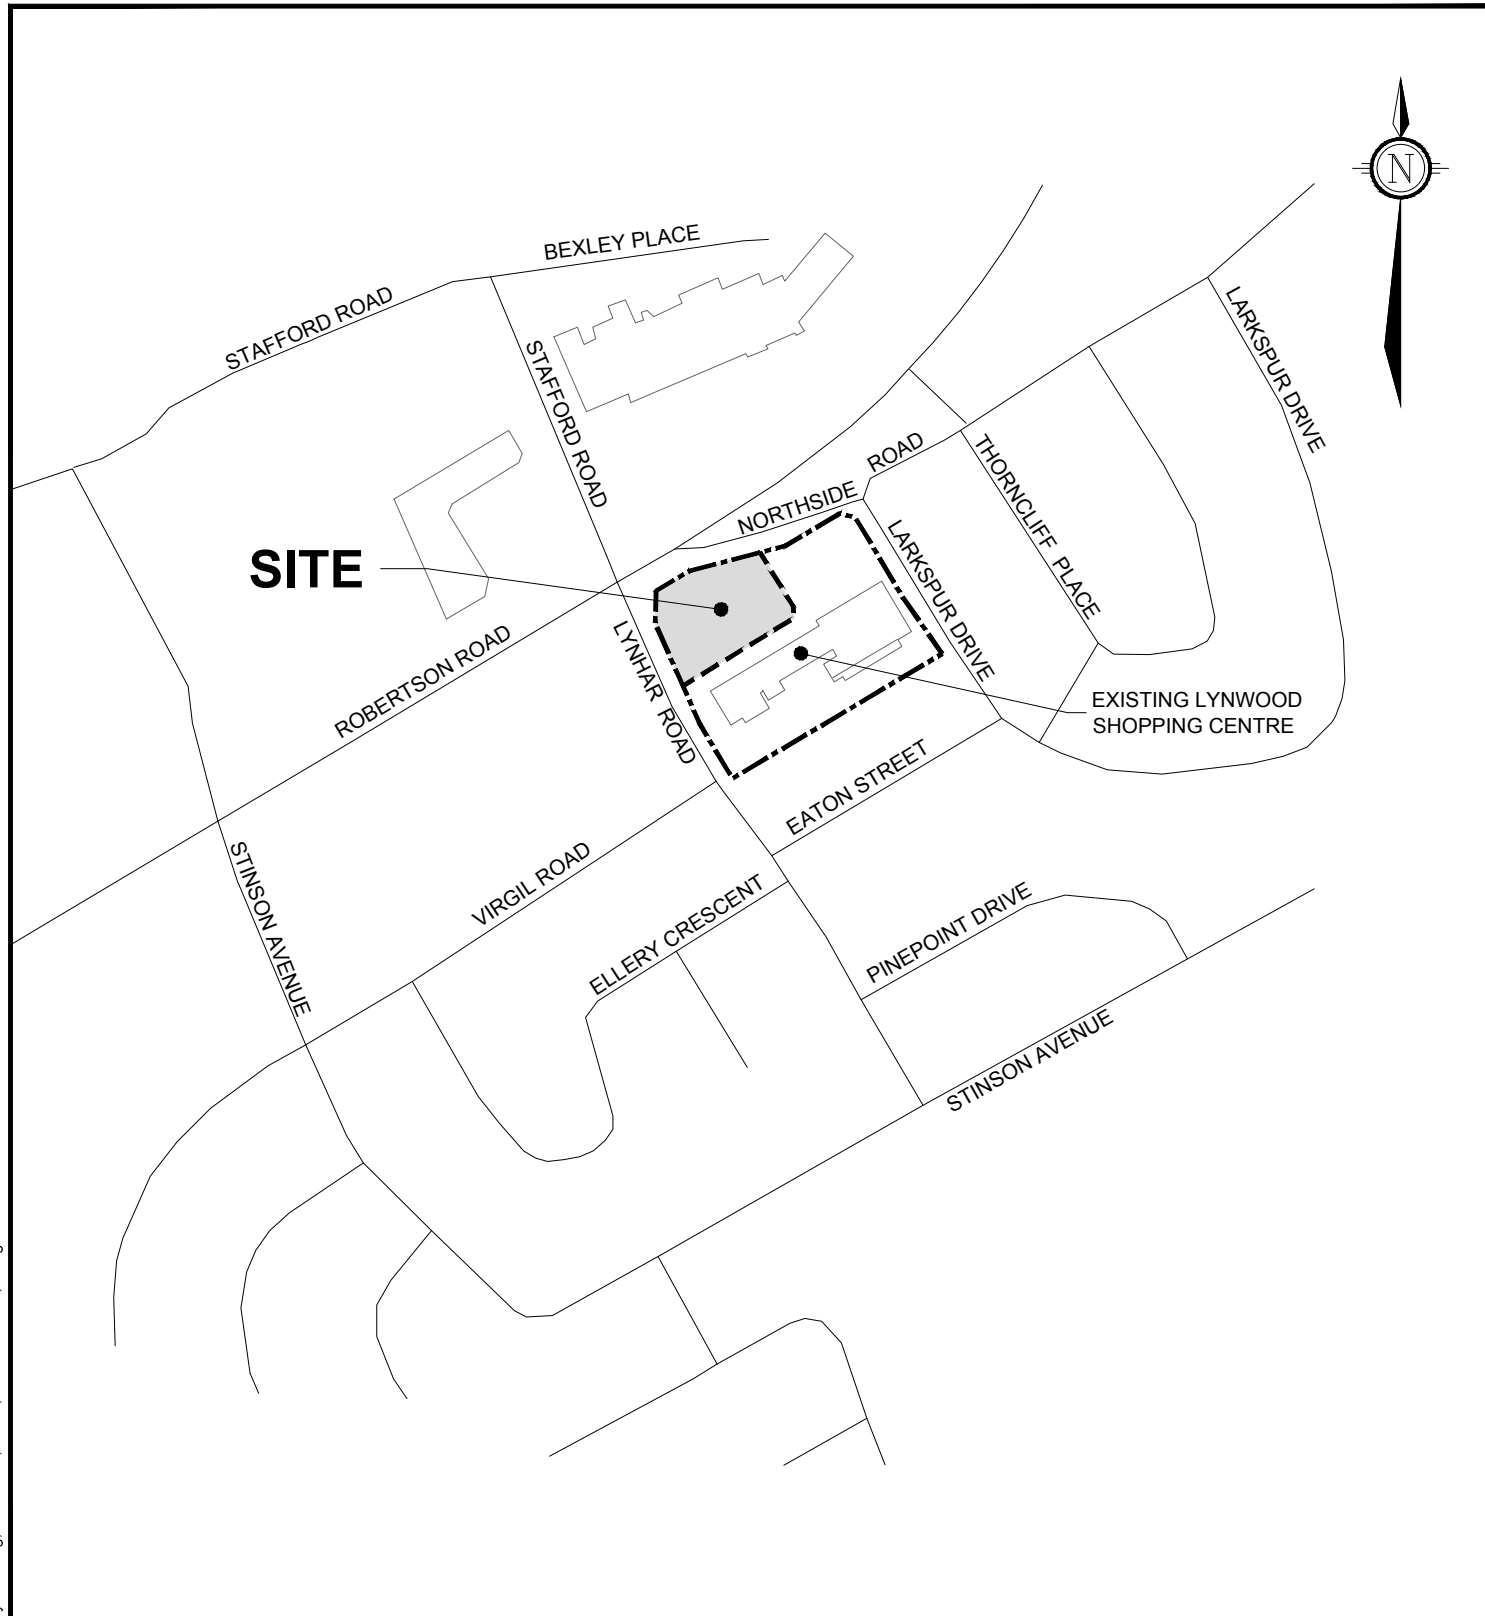 N
BEXLEY PLACE
STAFFORD ROAD
STAFFORD ROAD
LARKSPUR DRIVE
NORTHSIDE ROAD
THORNCLIFF PLACE
SITE
LARKSPUR DRIVE
LYNHAR ROAD
ROBERTSON ROAD
EXISTING LYNWOOD
SHOPPING CENTRE
EATON STREET
VIRGIL ROAD
STINSON AVENUE
ELLERY CRESCENT
PINEPOINT DRIVE
STINSON AVENUE